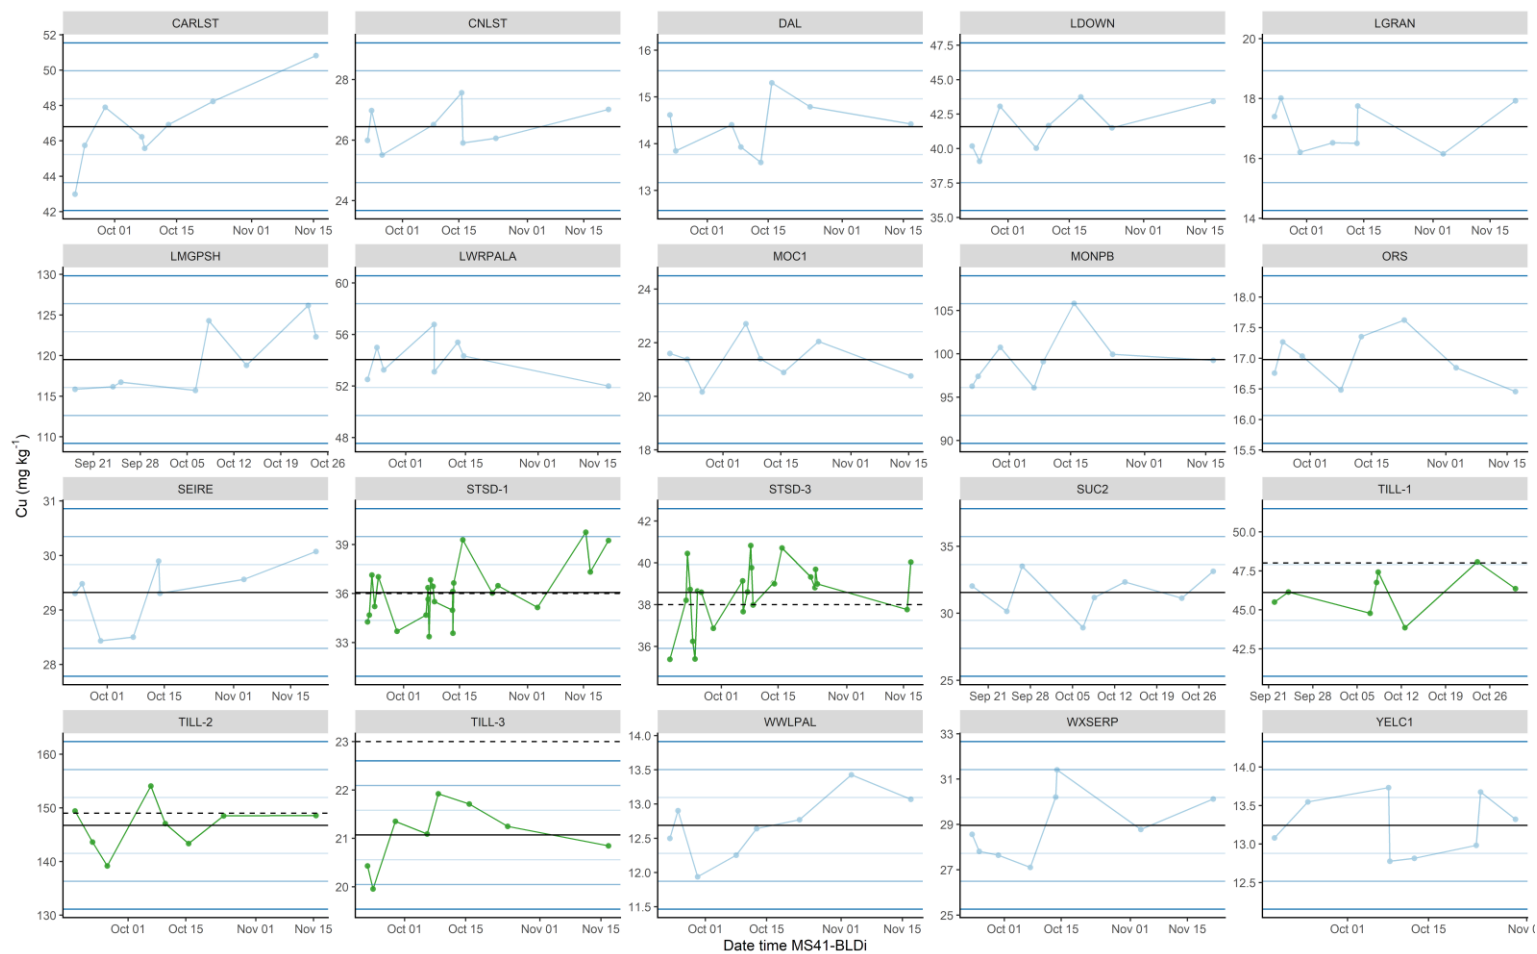 CARLST CNLST DAL LDOWN LGRAN
52 50 48 46 44 42
28 26 24
16 15 14 13
47.5 45.0 42.5 40.0 37.5 35.0
20 18 16 14
Oct 01 Oct 15 Nov 01 Nov 15 Oct 01 Oct 15 Nov 01 Nov 15 Oct 01 Oct 15 Nov 01 Nov 15 Oct 01 Oct 15 Nov 01 Nov 15 Oct 01 Oct 15 Nov 01 Nov 15
LMGPSH LWRPALA MOC1 MONPB ORS
130 125 120 115 110
60 56 52 48
24 22 20 18
105 100 95 90
18.0 17.5 17.0 16.5 16.0 15.5
Sep 21 Sep 28 Oct 05 Oct 12 Oct 19 Oct 26 Oct 01 Oct 15 Nov 01 Nov 15 Oct 01 Oct 15 Nov 01 Nov 15 Oct 01 Oct 15 Nov 01 Nov 15 Oct 01 Oct 15 Nov 01 Nov 15
Cu (mg kg⁻¹)
SEIRE STSD-1 STSD-3 SUC2 TILL-1
31 30 29 28
39 36 33
42 40 38 36
35 30 25
50.0 47.5 45.0 42.5
Oct 01 Oct 15 Nov 01 Nov 15 Oct 01 Oct 15 Nov 01 Nov 15 Oct 01 Oct 15 Nov 01 Nov 15 Sep 21 Sep 28 Oct 05 Oct 12 Oct 19 Oct 26 Sep 21 Sep 28 Oct 05 Oct 12 Oct 19 Oct 26
TILL-2 TILL-3 WWLPAL WXSERP YELC1
160 150 140 130
23 22 21 20
14.0 13.5 13.0 12.5 12.0 11.5
33 31 29 27 25
14.0 13.5 13.0 12.5
Oct 01 Oct 15 Nov 01 Nov 15 Oct 01 Oct 15 Nov 01 Nov 15 Oct 01 Oct 15 Nov 01 Nov 15 Oct 01 Oct 15 Nov 01 Nov 15 Oct 01 Oct 15 Nov
Date time MS41-BLDi